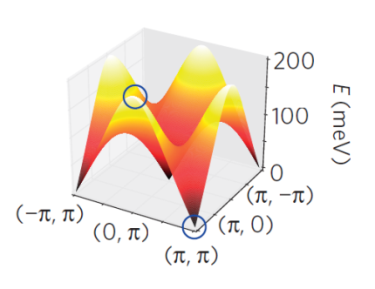 200
100
0
E (meV)
(π, −π)
(π, 0)
(π, π)
(0, π)
(−π, π)